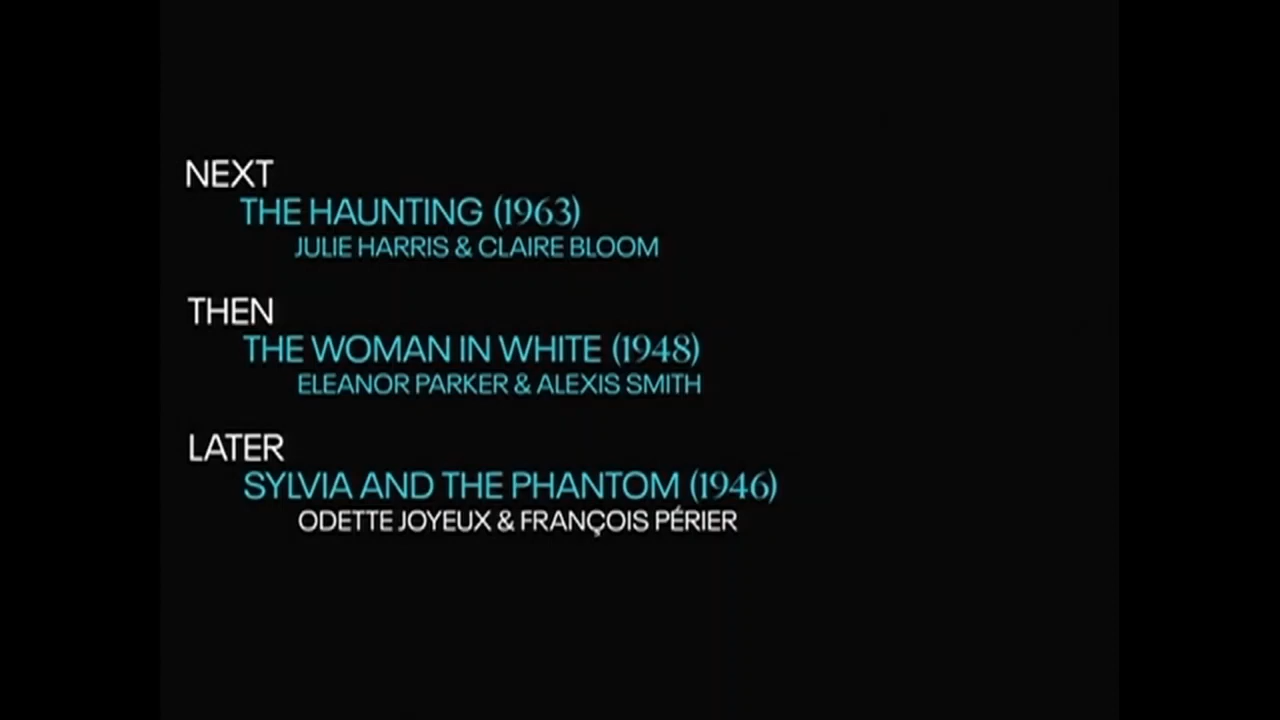 NEXT
THE HAUNTING (1963)
JULIE HARRIS & CLAIRE BLOOM
THEN
THE WOMAN IN WHITE (1948)
ELEANOR PARKER & ALEXIS SMITH
LATER
SYLVIA AND THE PHANTOM (1946)
ODETTE JOYEUX & FRANÇOIS PÉRIER